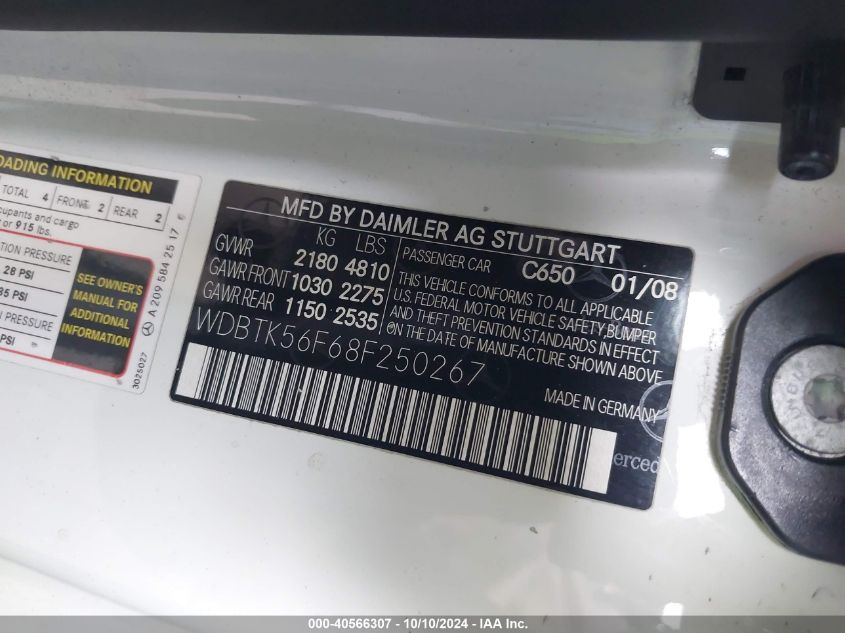 OADING INFORMATION
TOTAL 4 FRONT 2 REAR 2
cupants and cargo
or 915 lbs.
TION PRESSURE
28 PSI
35 PSI
PRESSURE
PSI
SEE OWNER'S
MANUAL FOR
ADDITIONAL
INFORMATION
A 209 584 25 17
3025027
MFD BY DAIMLER AG STUTTGART
KG LBS
GVWR 2180 4810
GAWR FRONT 1030 2275
GAWR REAR 1150 2535
PASSENGER CAR C650 01/08
THIS VEHICLE CONFORMS TO ALL APPLICABLE
U.S. FEDERAL MOTOR VEHICLE SAFETY, BUMPER
AND THEFT PREVENTION STANDARDS IN EFFECT
ON THE DATE OF MANUFACTURE SHOWN ABOVE
WDBTK56F68F250267
MADE IN GERMANY
erced
000-40566307 - 10/10/2024 - IAA Inc.